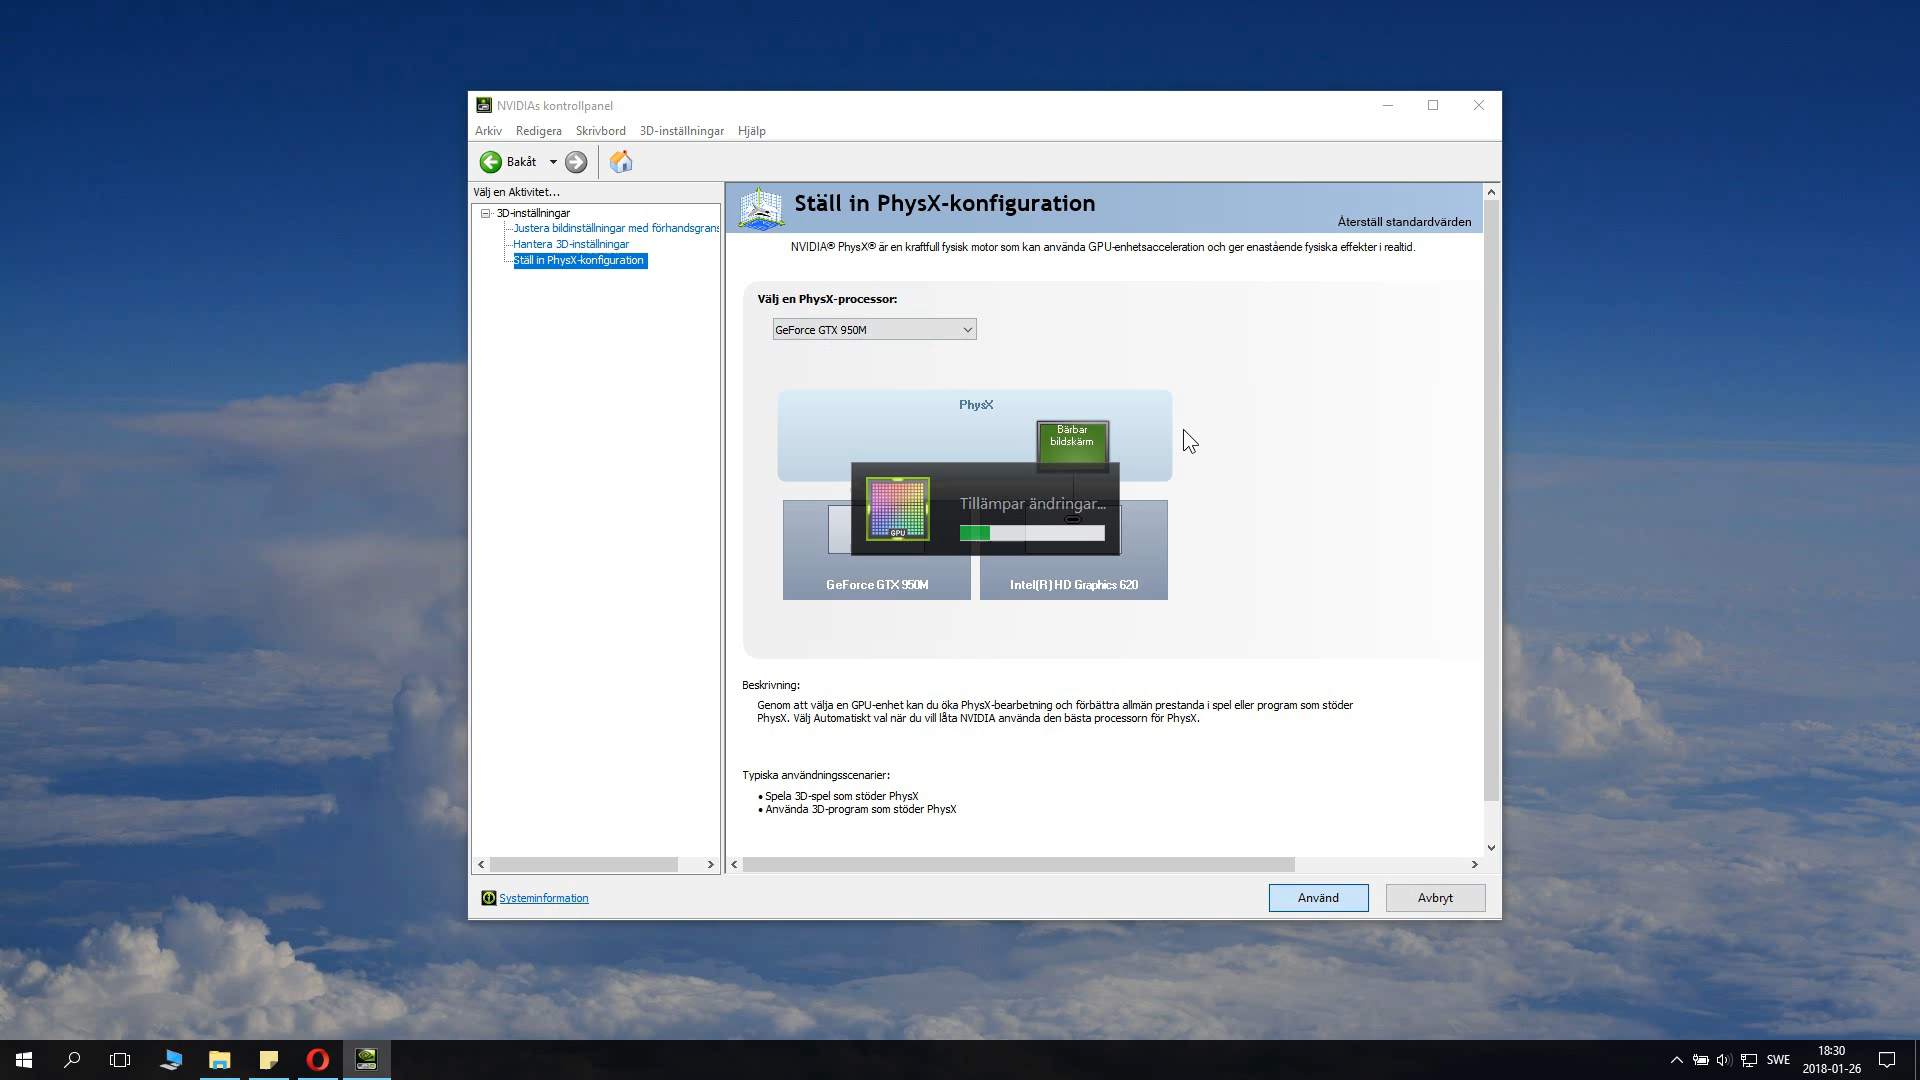 NVIDIAs kontrollpanel
Arkiv Redigera Skrivbord 3D-inställningar Hjälp
Bakåt
Välj en Aktivitet...
3D-inställningar
Justera bildinställningar med förhandsgrans
Hantera 3D-inställningar
Ställ in PhysX-konfiguration
Ställ in PhysX-konfiguration
Återställ standardvärden
NVIDIA® PhysX® är en kraftfull fysisk motor som kan använda GPU-enhetsacceleration och ger enastående fysiska effekter i realtid.
Välj en PhysX-processor:
GeForce GTX 950M
PhysX
Bärbar
bildskärm
Tillämpar ändringar...
GPU
GeForce GTX 950M
Intel(R) HD Graphics 620
Beskrivning:
Genom att välja en GPU-enhet kan du öka PhysX-bearbetning och förbättra allmän prestanda i spel eller program som stöder
PhysX. Välj Automatiskt val när du vill låta NVIDIA använda den bästa processorn för PhysX.
Typiska användningsscenarier:
• Spela 3D-spel som stöder PhysX
• Använda 3D-program som stöder PhysX
Systeminformation
Använd
Avbryt
SWE
18:30
2018-01-26